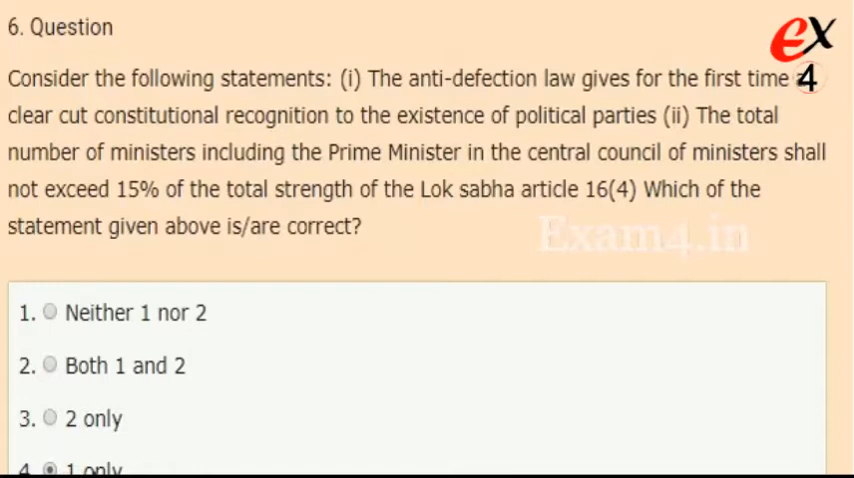 6. Question
ex
4
Consider the following statements: (i) The anti-defection law gives for the first time
clear cut constitutional recognition to the existence of political parties (ii) The total
number of ministers including the Prime Minister in the central council of ministers shall
not exceed 15% of the total strength of the Lok sabha article 16(4) Which of the
statement given above is/are correct?
Exam4.in
1. Neither 1 nor 2
2. Both 1 and 2
3. 2 only
4. 1 only